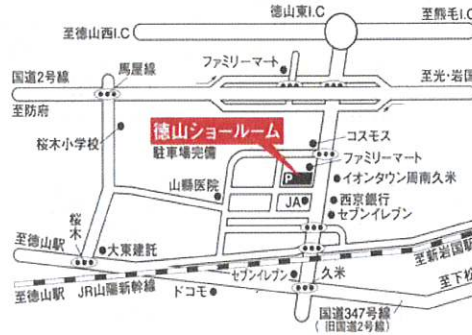 徳山東I.C
至徳山西I.C
至熊毛I.C
ファミリーマート
馬屋線
国道2号線
至防府
至光・岩国
桜木小学校
徳山ショールーム
駐車場完備
コスモス
ファミリーマート
P
イオンタウン周南久米
山縣医院
JA
西京銀行
セブンイレブン
桜木
至徳山駅
大東建託
至新岩国駅
セブンイレブン
久米
至下松
至徳山駅
JR山陽新幹線
ドコモ
国道347号線
(旧国道2号線)